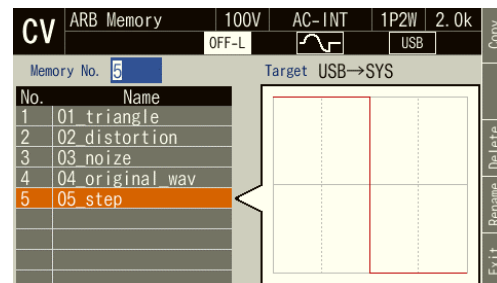 CV ARB Memory 100V AC-INT 1P2W 2.0k
OFF-L USB
Memory No. 5 Target USB→SYS
No. Name
1 01_triangle
2 02_distortion
3 03_noize
4 04_original_wav
5 05_step
Copy
Delete
Rename
Exit